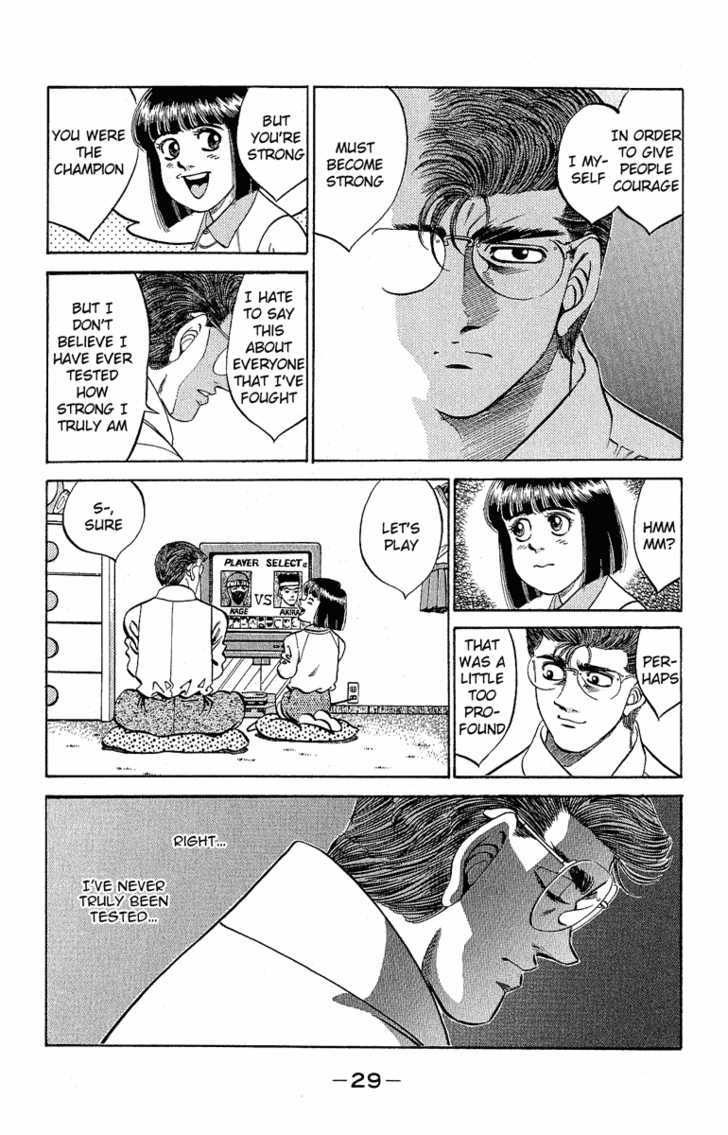 IN ORDER
TO GIVE
PEOPLE
COURAGE
I MY-
SELF
MUST
BECOME
STRONG
BUT
YOU'RE
STRONG
YOU WERE
THE
CHAMPION
I HATE
TO SAY
THIS
ABOUT
EVERYONE
THAT I'VE
FOUGHT
BUT I
DON'T
BELIEVE I
HAVE EVER
TESTED
HOW
STRONG I
TRULY AM
HMM
MM?
PER-
HAPS
THAT
WAS A
LITTLE
TOO
PRO-
FOUND
LET'S
PLAY
S-,
SURE
PLAYER SELECT
VS
KAGE
AKIRA
RIGHT...
I'VE NEVER
TRULY BEEN
TESTED...
—29—